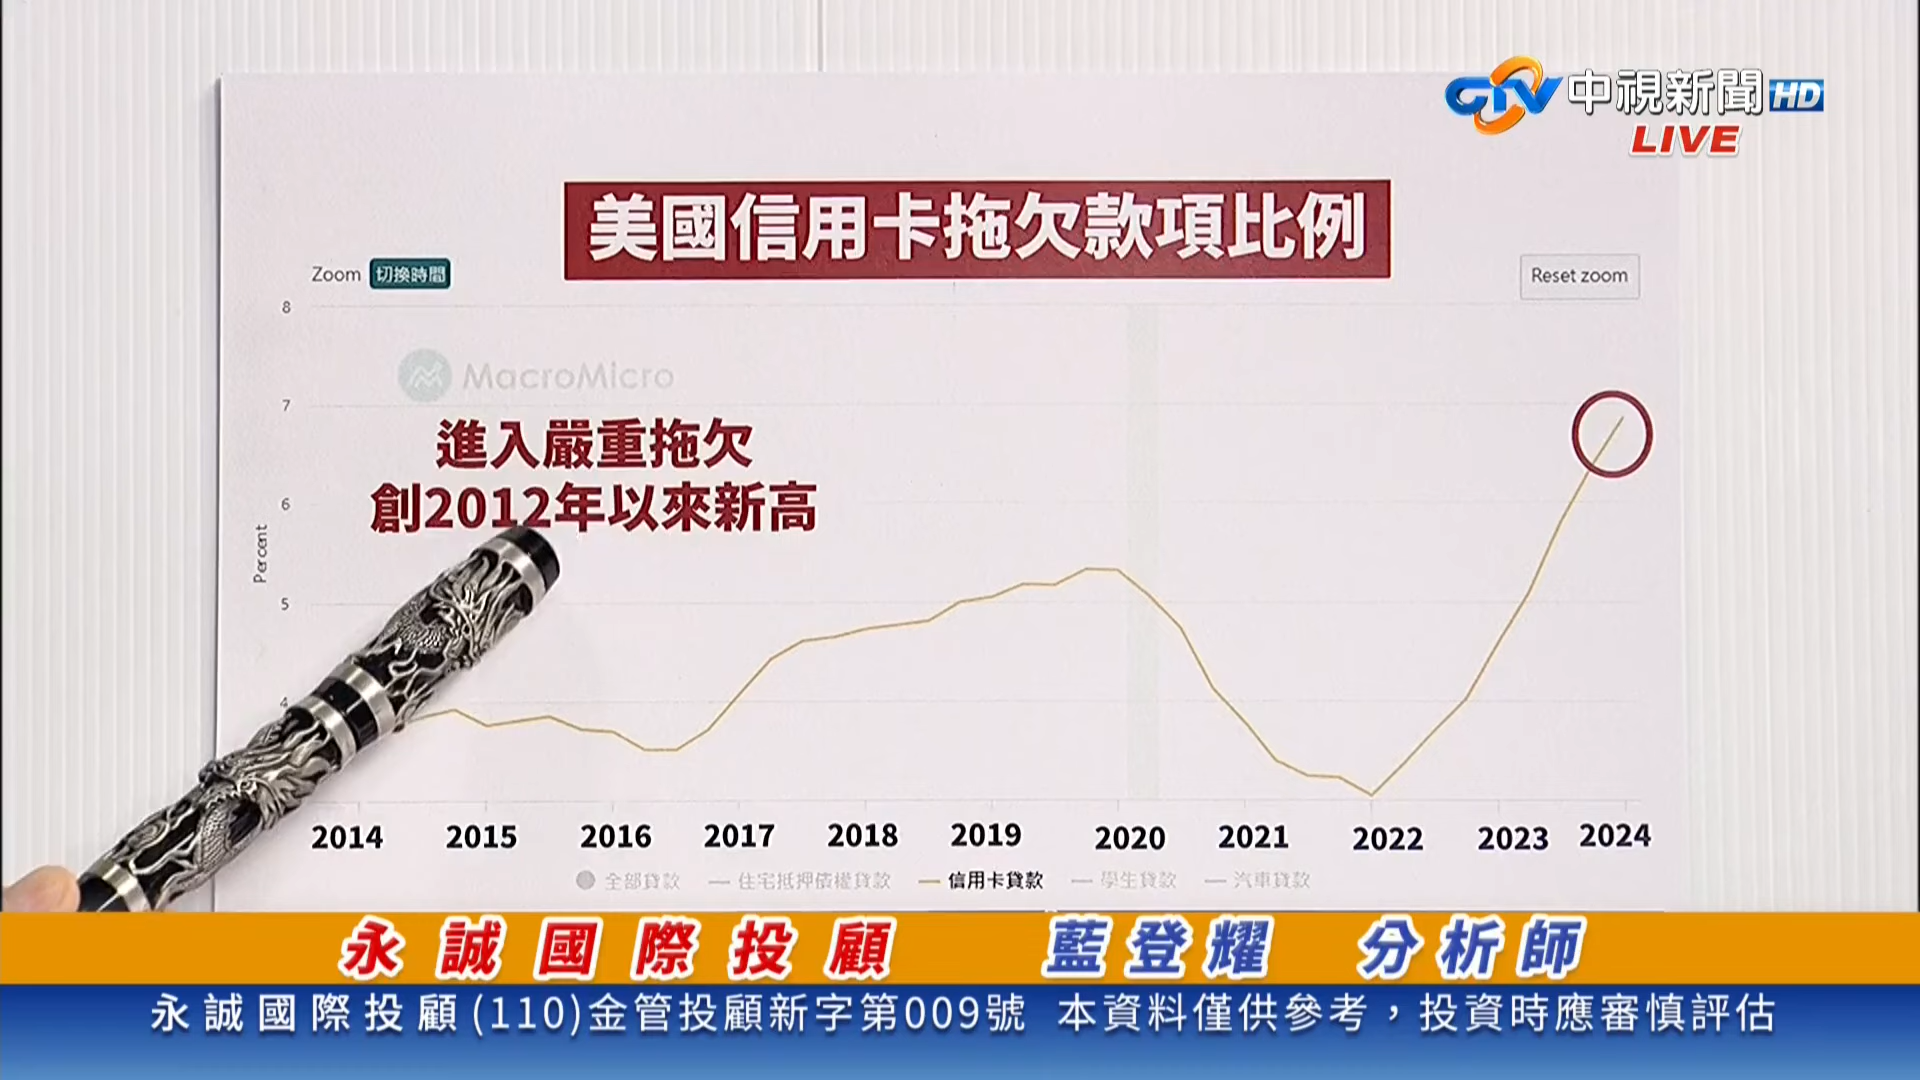 CTV 中視新聞 HD
LIVE
美國信用卡拖欠款項比例
Zoom 切換時間
Reset zoom
8
MacroMicro
7
進入嚴重拖欠
創2012年以來新高
6
Percent
5
4
2014 2015 2016 2017 2018 2019 2020 2021 2022 2023 2024
全部貸款 住宅抵押債權貸款 信用卡貸款 學生貸款 汽車貸款
永誠國際投顧 藍登耀 分析師
永誠國際投顧(110)金管投顧新字第009號 本資料僅供參考，投資時應審慎評估